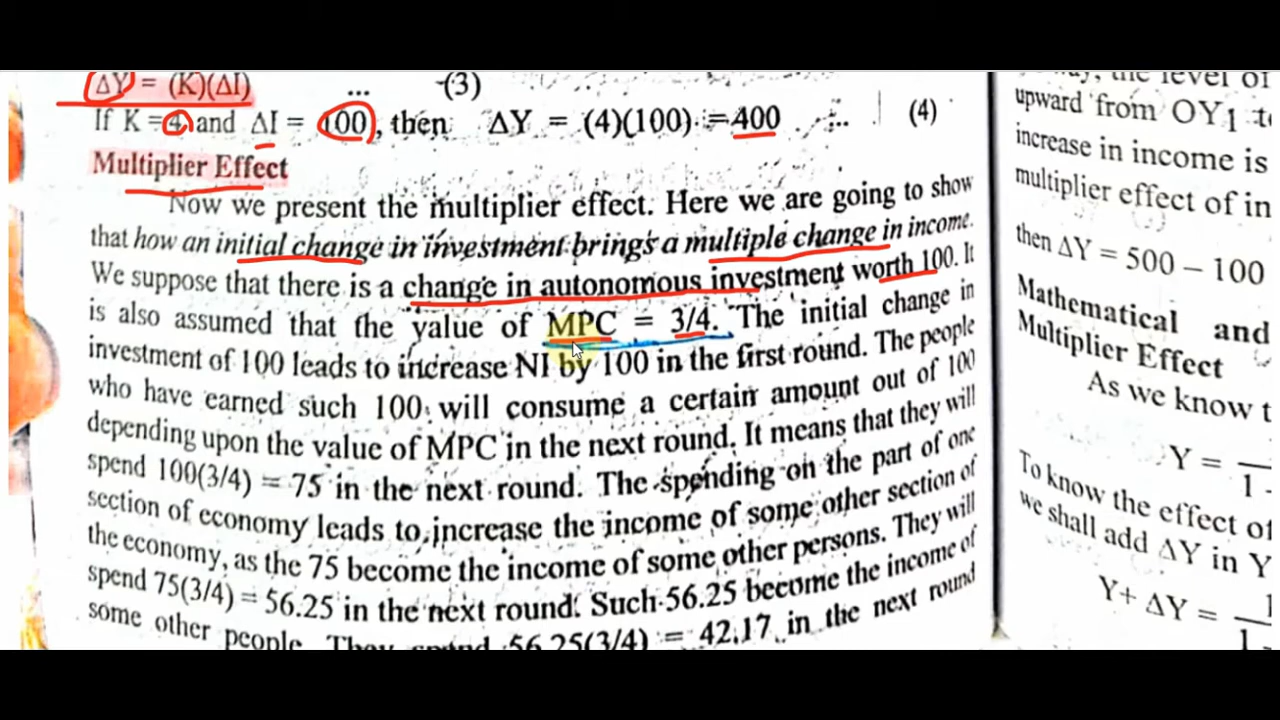 ΔY = (K)(ΔI) ... -(3)
If K = 4 and ΔI = 100, then ΔY = (4)(100) = 400 ... (4)
Multiplier Effect
Now we present the multiplier effect. Here we are going to show
that how an initial change in investment brings a multiple change in income.
We suppose that there is a change in autonomous investment worth 100. It
is also assumed that the value of MPC = 3/4. The initial change in
investment of 100 leads to increase NI by 100 in the first round. The people
who have earned such 100 will consume a certain amount out of 100
depending upon the value of MPC in the next round. It means that they will
spend 100(3/4) = 75 in the next round. The spending on the part of one
section of economy leads to increase the income of some other section of
the economy, as the 75 become the income of some other persons. They will
spend 75(3/4) = 56.25 in the next round. Such 56.25 become the income of
some other people. They spend 56.25(3/4) = 42.17 in the next round
the level of
upward from OY1
increase in income is
multiplier effect of in
then ΔY = 500 – 100
Mathematical and
Multiplier Effect
As we know t
Y =
1 -
To know the effect of
we shall add ΔY in Y
Y+ ΔY = 1
1